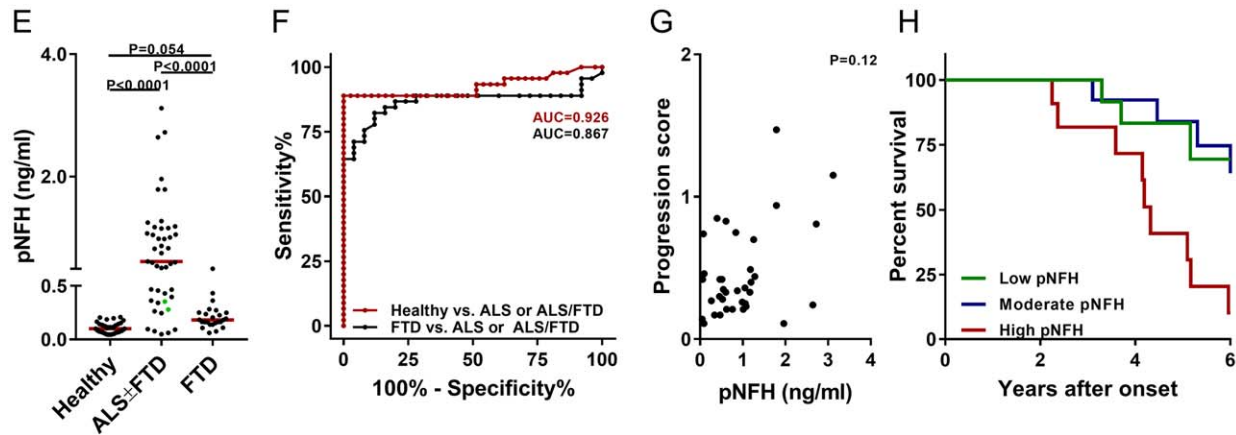 E
4.0
2.0
0.5
0.0
pNFH (ng/ml)
P=0.054
P<0.0001
P<0.0001
Healthy
ALS±FTD
FTD
F
100
75
50
25
0
Sensitivity%
AUC=0.926
AUC=0.867
Healthy vs. ALS or ALS/FTD
FTD vs. ALS or ALS/FTD
0 25 50 75 100
100% - Specificity%
G
2
1
0
Progression score
P=0.12
0 1 2 3 4
pNFH (ng/ml)
H
100
75
50
25
0
Percent survival
Low pNFH
Moderate pNFH
High pNFH
0 2 4 6
Years after onset